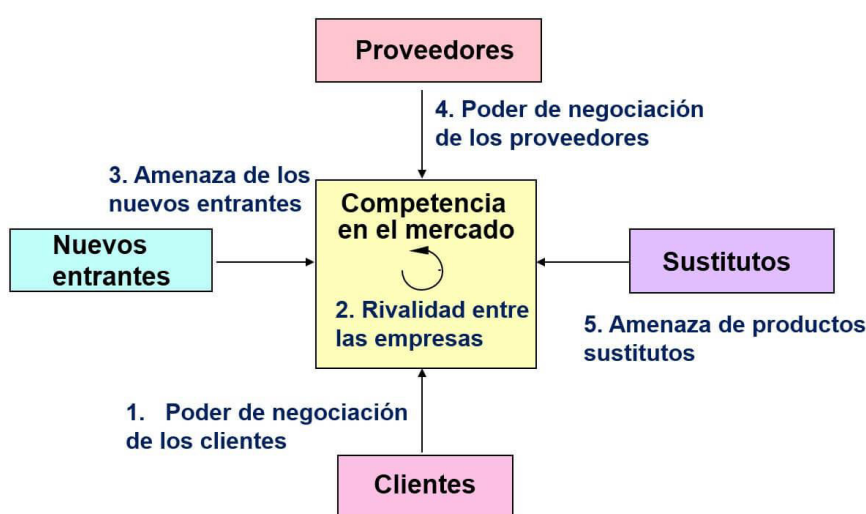 Proveedores
4. Poder de negociación
de los proveedores
3. Amenaza de los
nuevos entrantes
Competencia
en el mercado
Nuevos
entrantes
Sustitutos
2. Rivalidad entre
las empresas
5. Amenaza de productos
sustitutos
1. Poder de negociación
de los clientes
Clientes